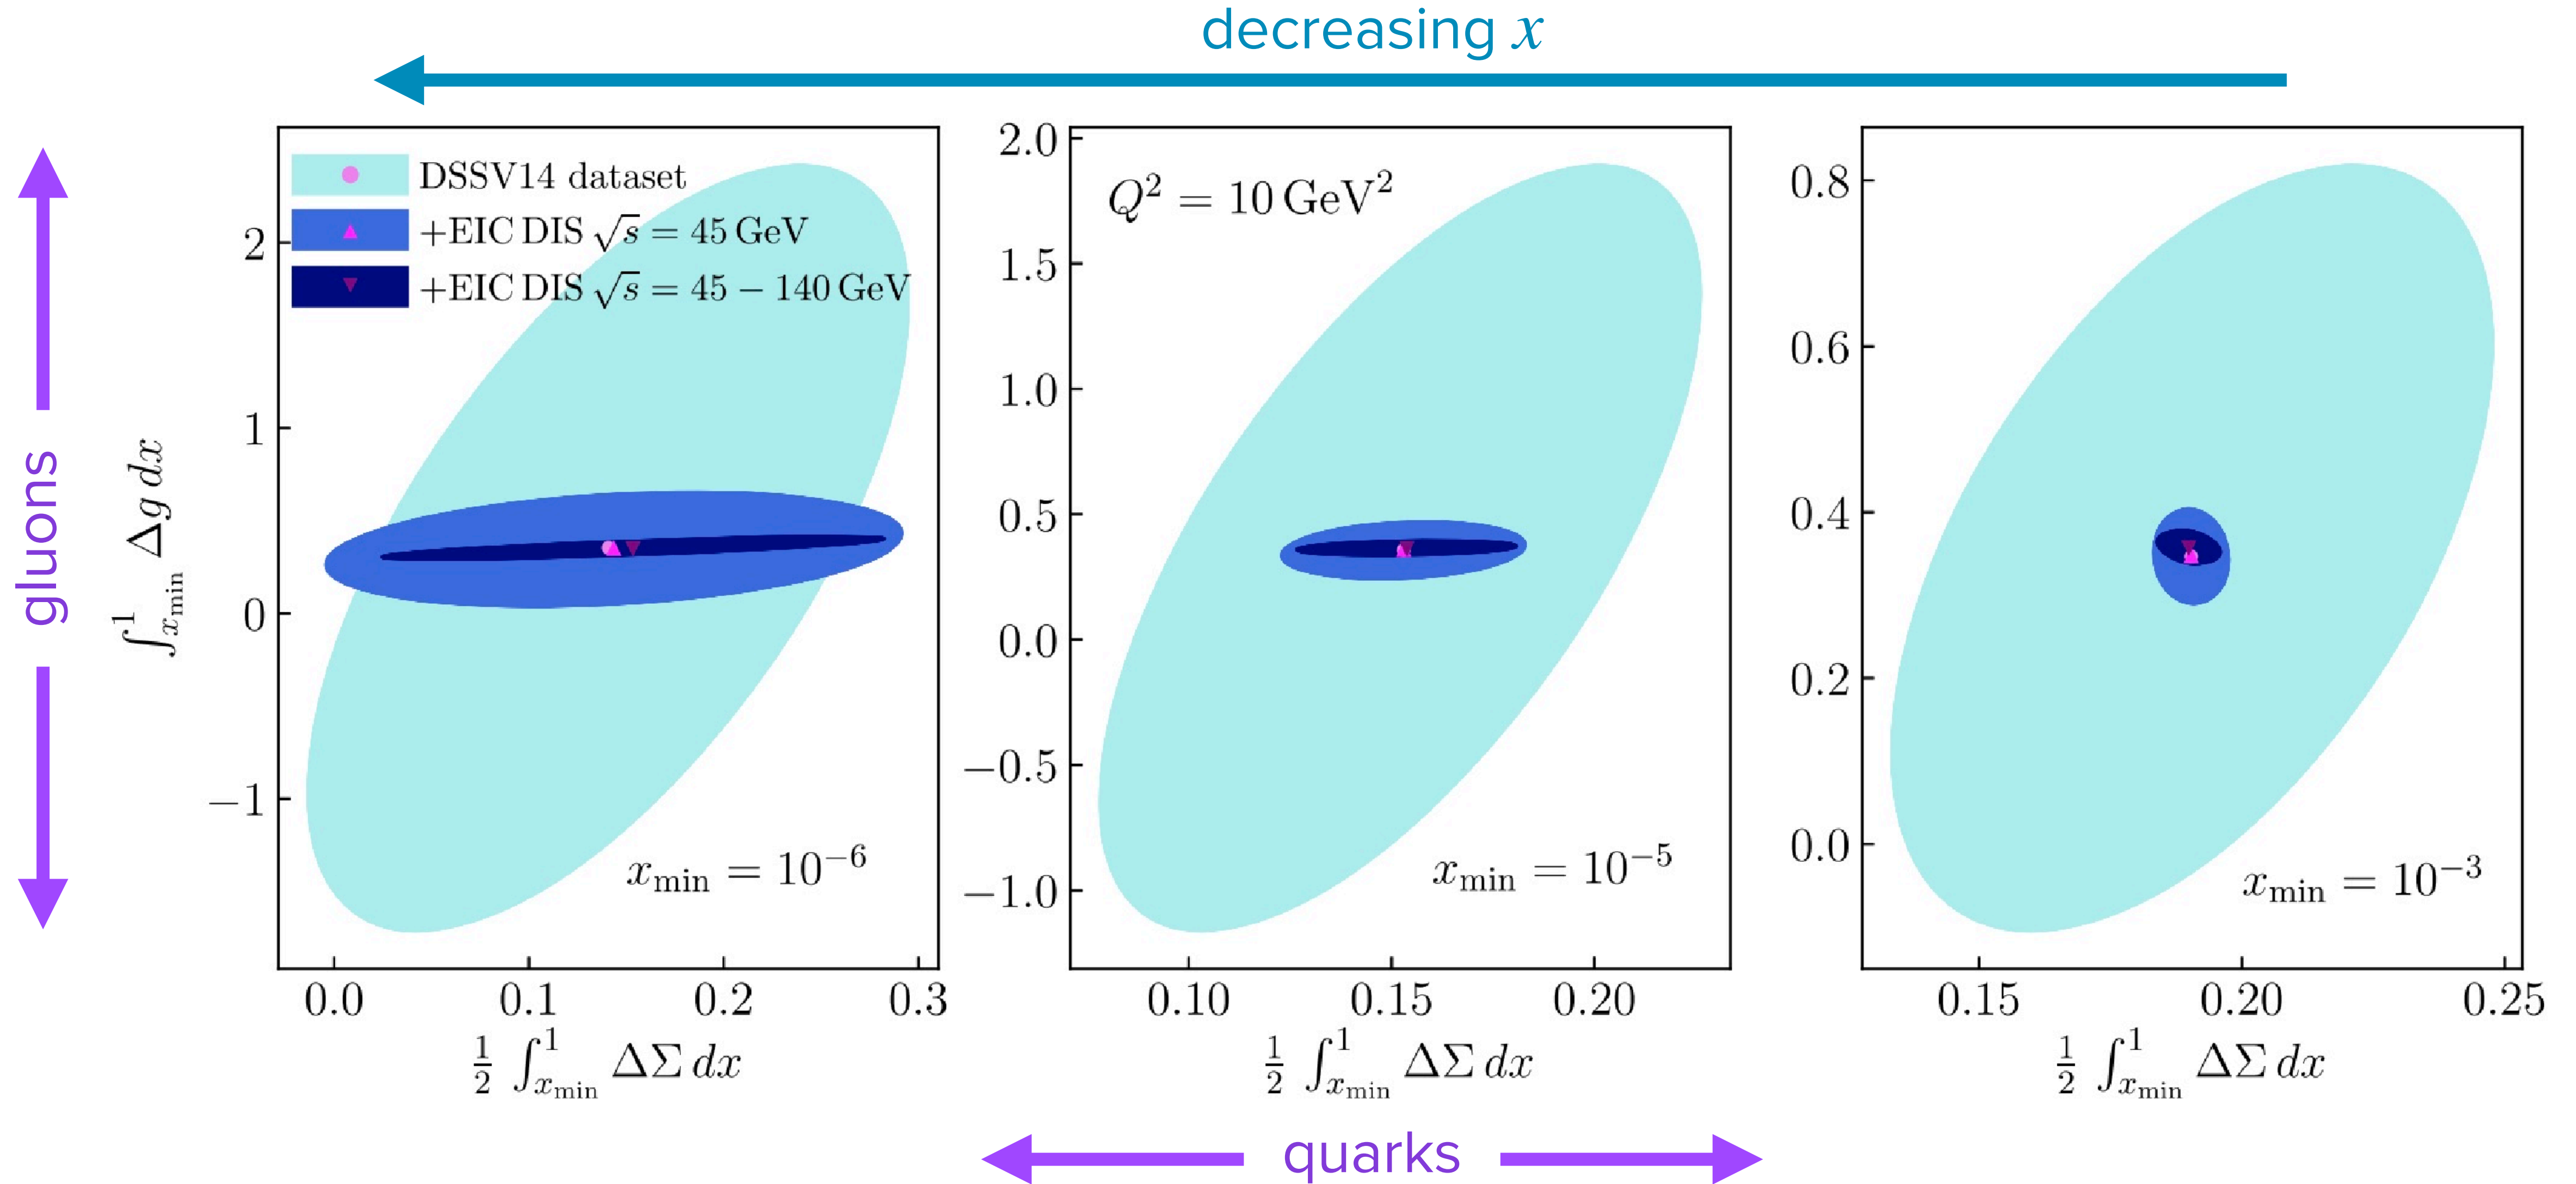 decreasing x
gluons
∫¹ₓₘᵢₙ Δg dx
2
1
0
−1
DSSV14 dataset
+EIC DIS √s = 45 GeV
+EIC DIS √s = 45 − 140 GeV
xₘᵢₙ = 10⁻⁶
0.0 0.1 0.2 0.3
½ ∫¹ₓₘᵢₙ ΔΣ dx
2.0
1.5
1.0
0.5
0.0
−0.5
−1.0
Q² = 10 GeV²
xₘᵢₙ = 10⁻⁵
0.10 0.15 0.20
½ ∫¹ₓₘᵢₙ ΔΣ dx
0.8
0.6
0.4
0.2
0.0
xₘᵢₙ = 10⁻³
0.15 0.20 0.25
½ ∫¹ₓₘᵢₙ ΔΣ dx
quarks